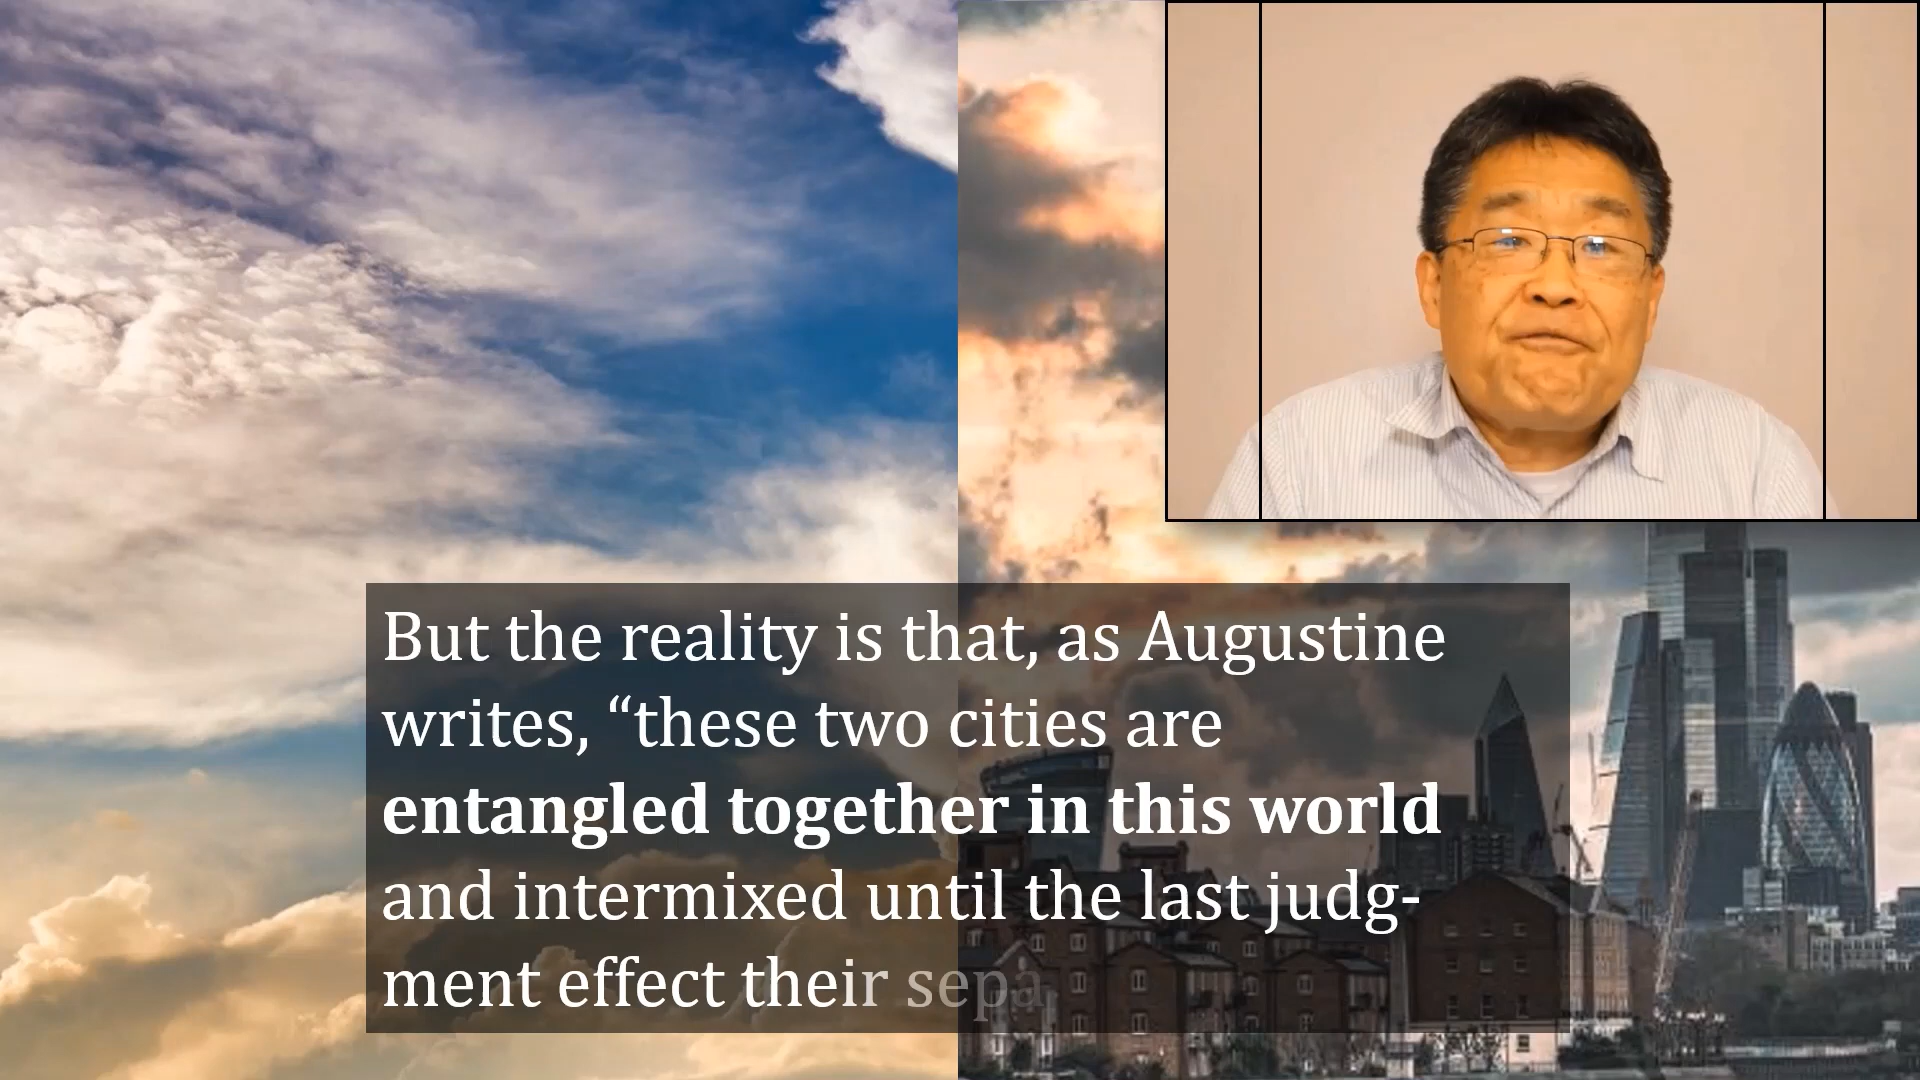 But the reality is that, as Augustine
writes, “these two cities are
entangled together in this world
and intermixed until the last judg-
ment effect their sepa